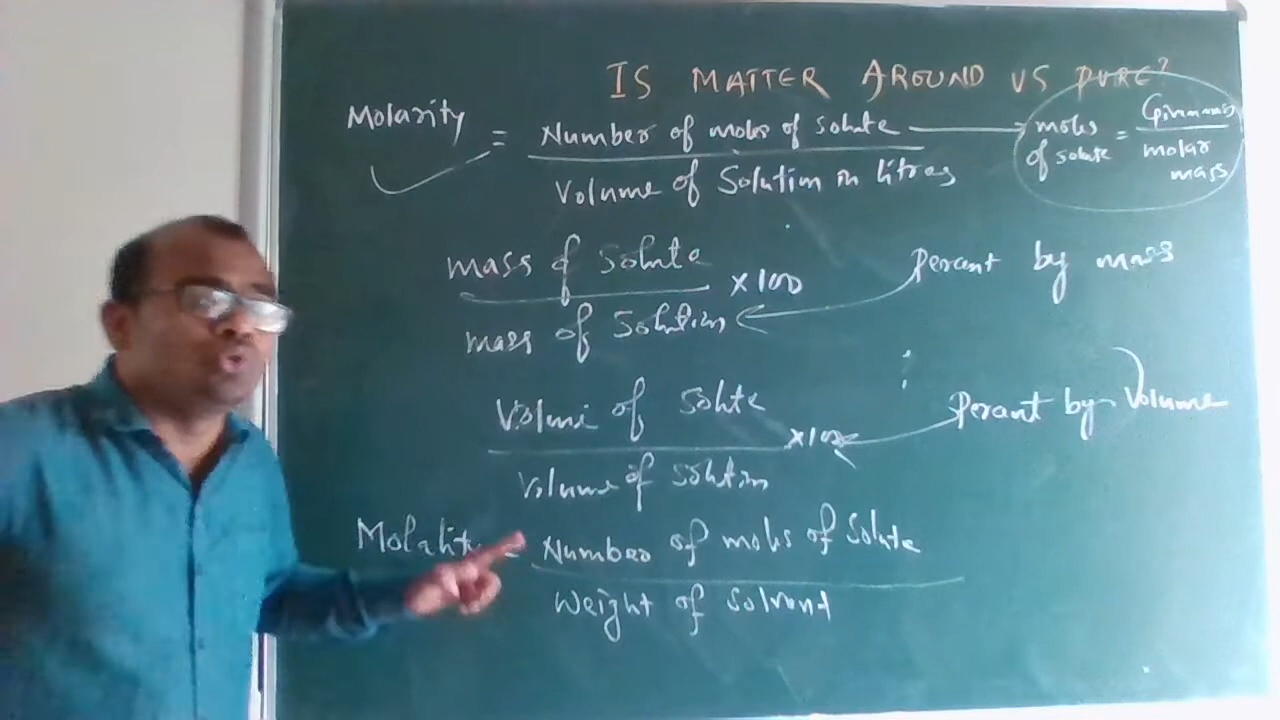 IS MATTER AROUND US PURE?
Molarity = Number of moles of Solute
Volume of Solution in litres
moles of solute = Given mass
molar mass
mass of Solute
mass of Solution
×100
Percent by mass
Volume of Solute
Volume of Solution
×100
Percent by Volume
Molality = Number of moles of Solute
Weight of Solvent